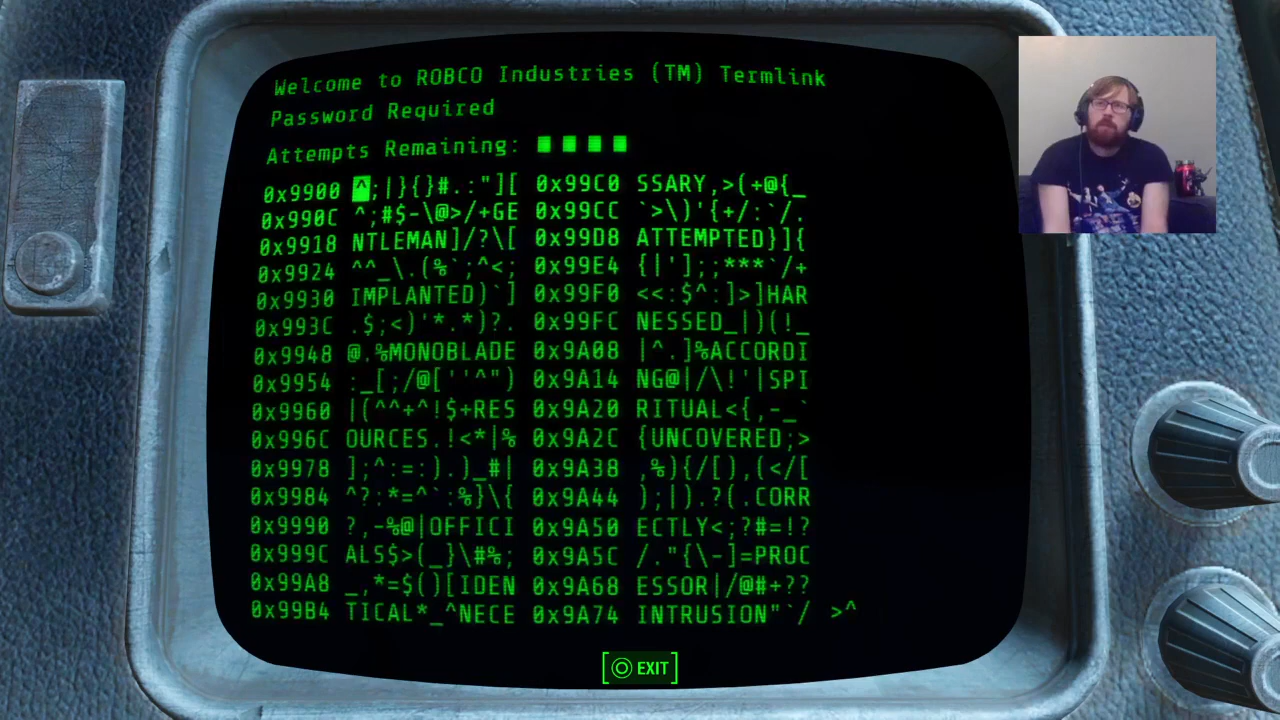 Welcome to ROBCO Industries (TM) Termlink
Password Required
Attempts Remaining:
0x9900 ^;|}{}#.:"][ 0x99C0 SSARY,>(+@{_
0x990C ^;#$-\@>/+GE 0x99CC `>\)'{+/:`/.
0x9918 NTLEMAN]/?\[ 0x99D8 ATTEMPTED}]{
0x9924 ^^_\.(%`;^<; 0x99E4 {|'];;***`/+
0x9930 IMPLANTED)`] 0x99F0 <<:$^:]>]HAR
0x993C .$;<)'*.*)?. 0x99FC NESSED_|)(!_
0x9948 @.%MONOBLADE 0x9A08 |^.]%ACCORDI
0x9954 :_[;/@[''^") 0x9A14 NG@|/\!'|SPI
0x9960 |(^^+^!$+RES 0x9A20 RITUAL<{,-_`
0x996C OURCES.!<*|% 0x9A2C {UNCOVERED;>
0x9978 ];^:=:).)_#| 0x9A38 ,%){/[),(</[
0x9984 ^?:*=^`:%}\{ 0x9A44 );|).?(.CORR
0x9990 ?,-%@|OFFICI 0x9A50 ECTLY<;?#=!?
0x999C ALS$>(_}\#%; 0x9A5C /."{\-]=PROC
0x99A8 _,*=$()[IDEN 0x9A68 ESSOR|/@#+??
0x99B4 TICAL*_^NECE 0x9A74 INTRUSION"`/ >^
EXIT